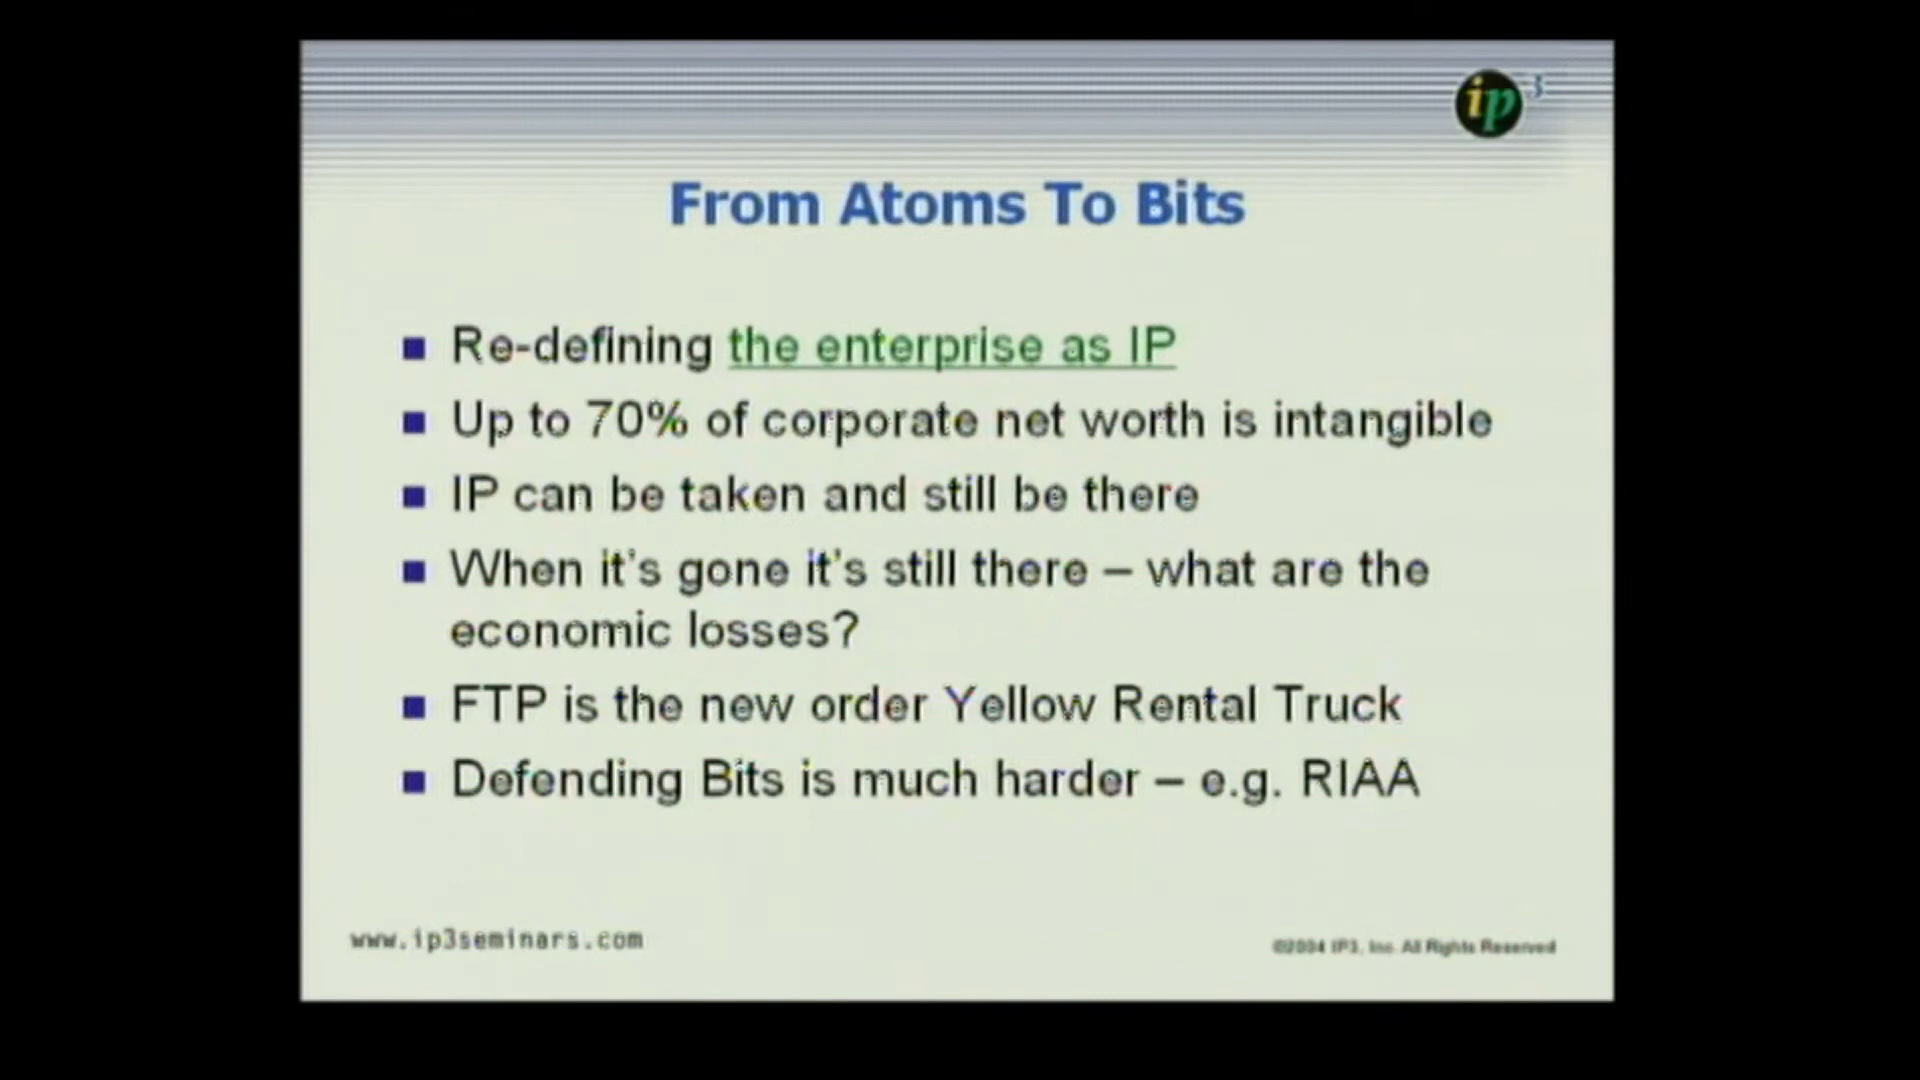 ip3
From Atoms To Bits
Re-defining the enterprise as IP
Up to 70% of corporate net worth is intangible
IP can be taken and still be there
When it's gone it's still there – what are the
economic losses?
FTP is the new order Yellow Rental Truck
Defending Bits is much harder – e.g. RIAA
www.ip3seminars.com
©2004 IP3, Inc. All Rights Reserved